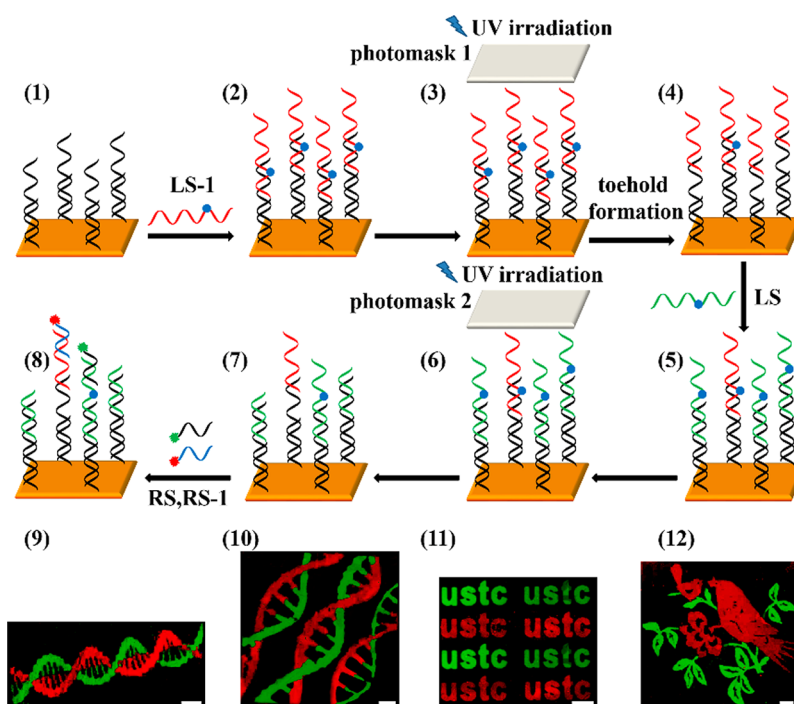 UV irradiation
photomask 1
(1)
(2)
(3)
(4)
LS-1
toehold
formation
UV irradiation
photomask 2
LS
(8)
(7)
(6)
(5)
RS,RS-1
(9)
(10)
(11)
(12)
ustc ustc
ustc ustc
ustc ustc
ustc ustc